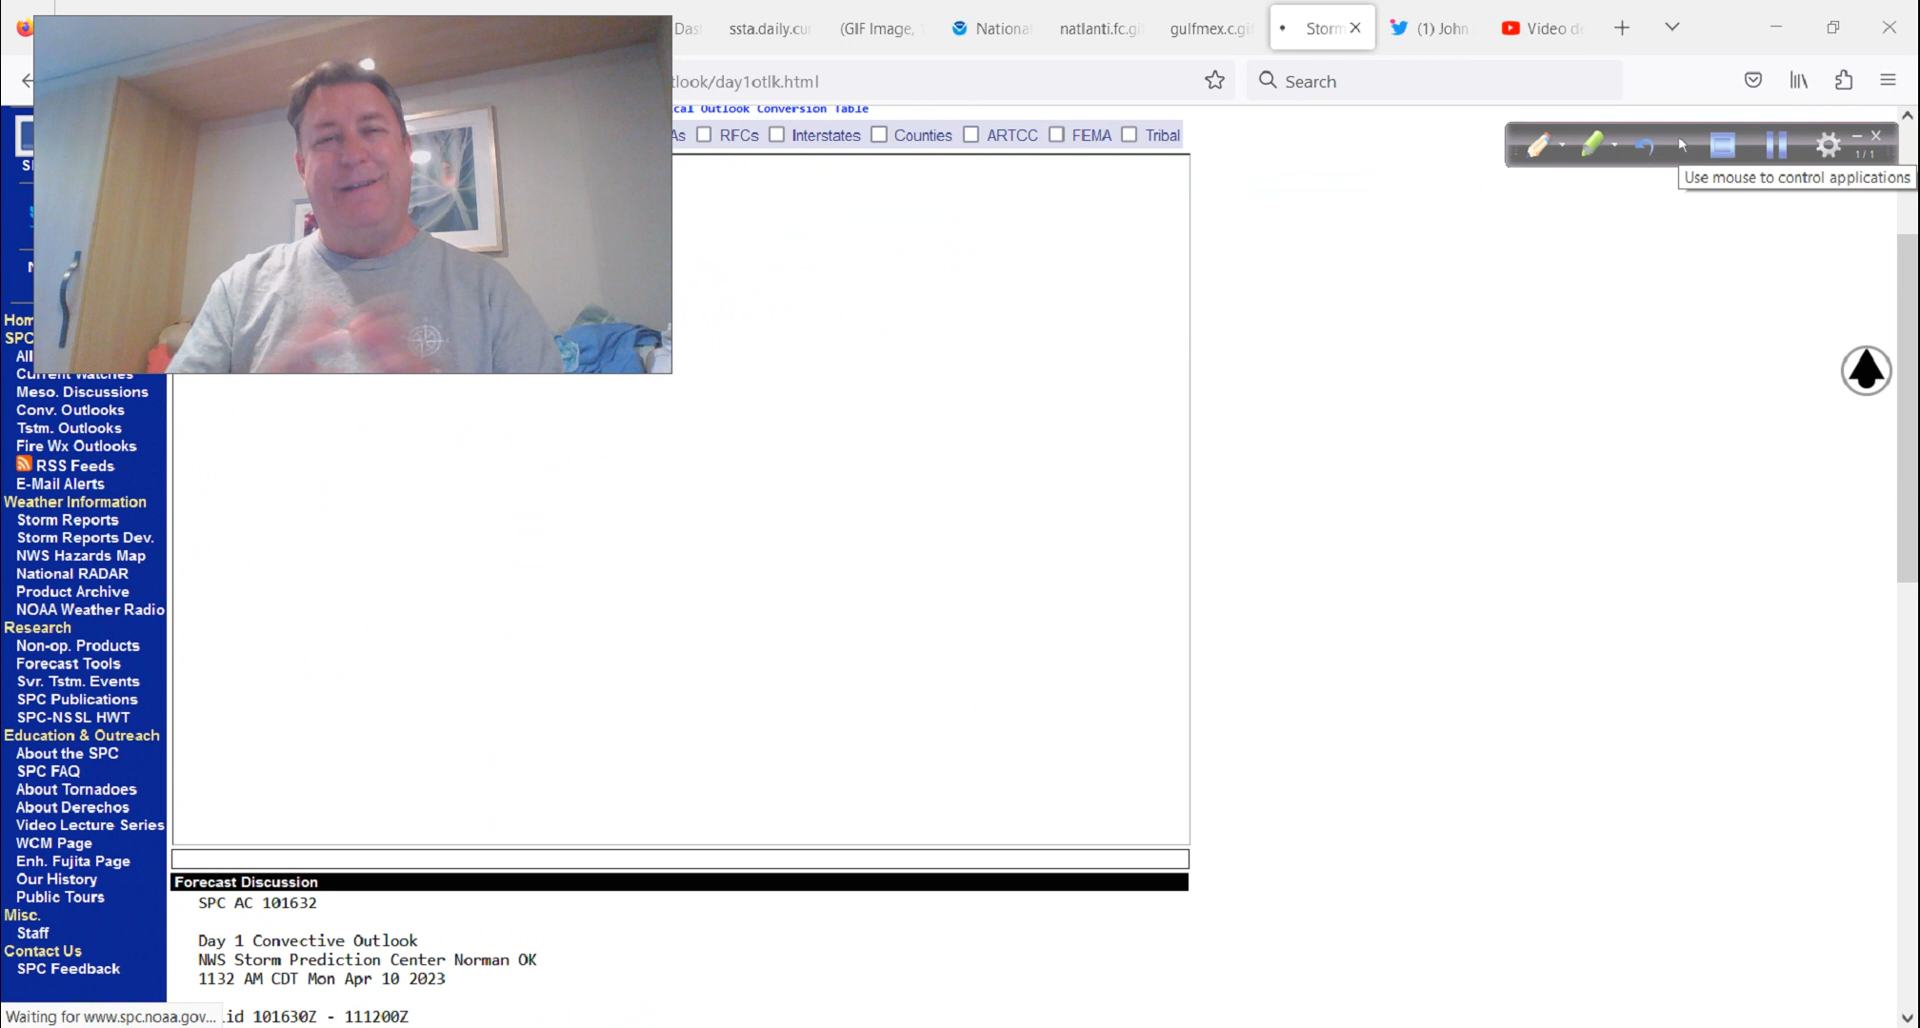 Das
ssta.daily.cu
(GIF Image,
Nationa
natlanti.fc.gi
gulfmex.c.gi
Storm
(1) John
Video d
tlook/day1otlk.html
Search
cal Outlook Conversion Table
As RFCs Interstates Counties ARTCC FEMA Tribal
1/1
Use mouse to control applications
Hom
SPC
All
Current Watches
Meso. Discussions
Conv. Outlooks
Tstm. Outlooks
Fire Wx Outlooks
RSS Feeds
E-Mail Alerts
Weather Information
Storm Reports
Storm Reports Dev.
NWS Hazards Map
National RADAR
Product Archive
NOAA Weather Radio
Research
Non-op. Products
Forecast Tools
Svr. Tstm. Events
SPC Publications
SPC-NSSL HWT
Education & Outreach
About the SPC
SPC FAQ
About Tornadoes
About Derechos
Video Lecture Series
WCM Page
Enh. Fujita Page
Our History
Public Tours
Misc.
Staff
Contact Us
SPC Feedback
Forecast Discussion
SPC AC 101632
Day 1 Convective Outlook
NWS Storm Prediction Center Norman OK
1132 AM CDT Mon Apr 10 2023
id 101630Z - 111200Z
Waiting for www.spc.noaa.gov...